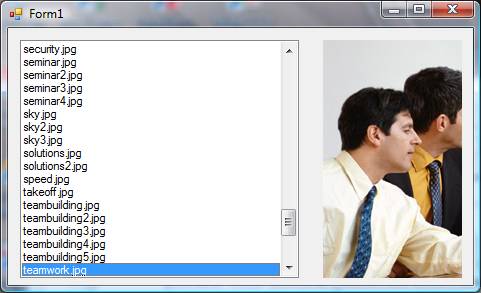 Form1
security.jpg
seminar.jpg
seminar2.jpg
seminar3.jpg
seminar4.jpg
sky.jpg
sky2.jpg
sky3.jpg
solutions.jpg
solutions2.jpg
speed.jpg
takeoff.jpg
teambuilding.jpg
teambuilding2.jpg
teambuilding3.jpg
teambuilding4.jpg
teambuilding5.jpg
teamwork.jpg